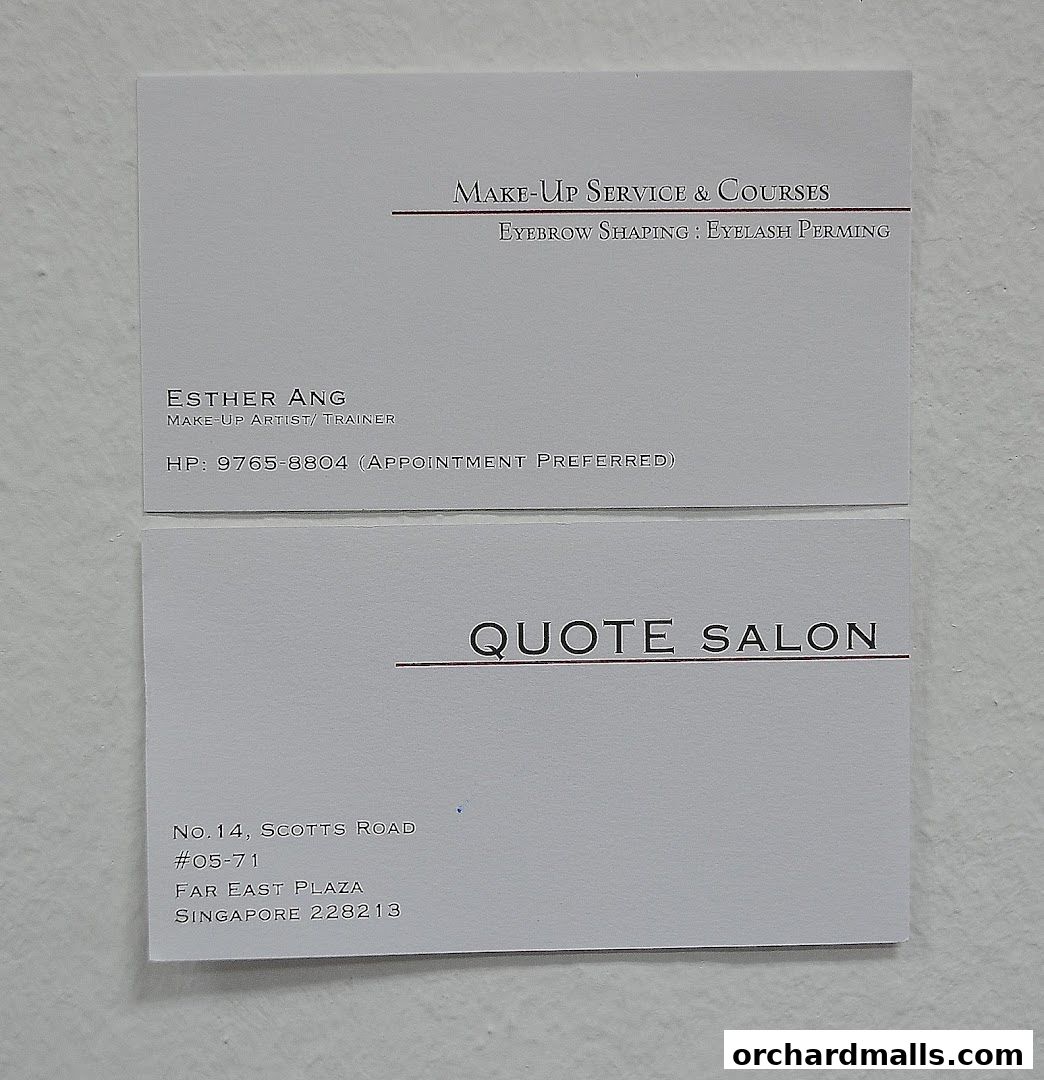 Make-Up Service & Courses
Eyebrow Shaping : Eyelash Perming
Esther Ang
Make-Up Artist/ Trainer
HP: 9765-8804 (Appointment Preferred)
QUOTE SALON
No.14, Scotts Road
#05-71
Far East Plaza
Singapore 228213
orchardmalls.com